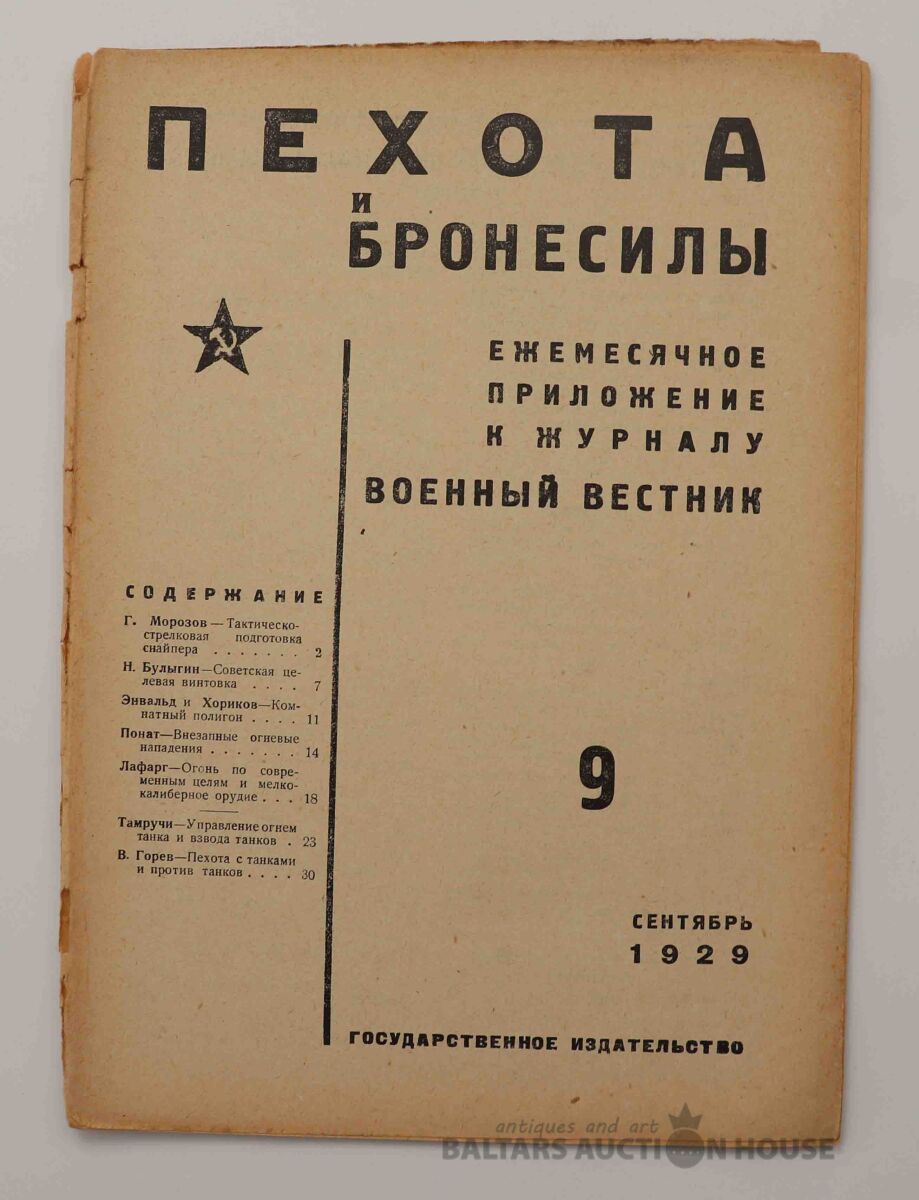 ПЕХОТА
и
БРОНЕСИЛЫ
ЕЖЕМЕСЯЧНОЕ
ПРИЛОЖЕНИЕ
К ЖУРНАЛУ
ВОЕННЫЙ ВЕСТНИК
СОДЕРЖАНИЕ
Г. Морозов — Тактическо-
стрелковая подготовка
снайпера . . . . . . . 2
Н. Булыгин—Советская це-
левая винтовка . . . . 7
Энвальд и Хориков—Ком-
натный полигон . . . . 11
Понат—Внезапные огневые
нападения . . . . . . . 14
Лафарг—Огонь по совре-
менным целям и мелко-
калиберное орудие . . . 18
Тамручи—Управление огнем
танка и взвода танков . 23
В. Горев—Пехота с танками
и против танков . . . . 30
9
СЕНТЯБРЬ
1929
ГОСУДАРСТВЕННОЕ ИЗДАТЕЛЬСТВО
antiques and art
BALTARS AUCTION HOUSE